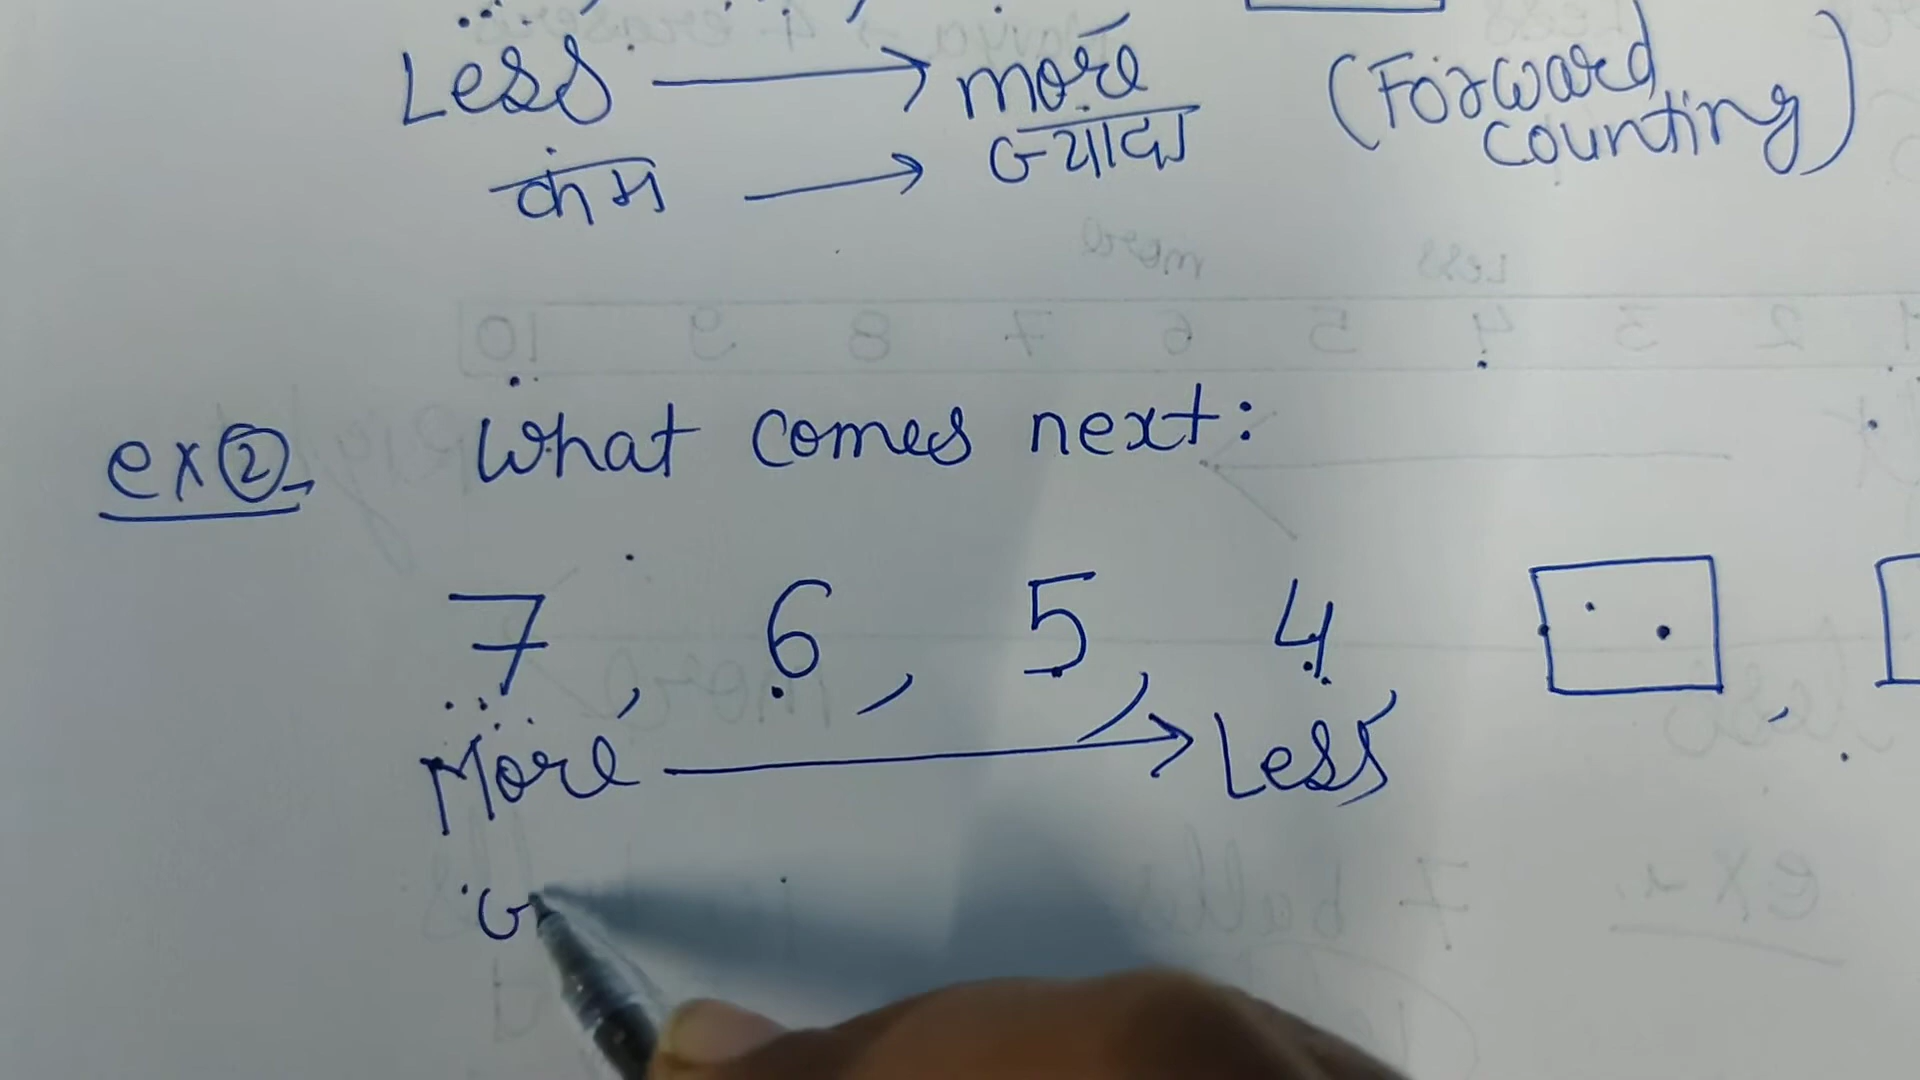 Less → more (Forward counting)
कम → ज्यादा
ex② What comes next:
7, 6, 5, 4,
More → Less